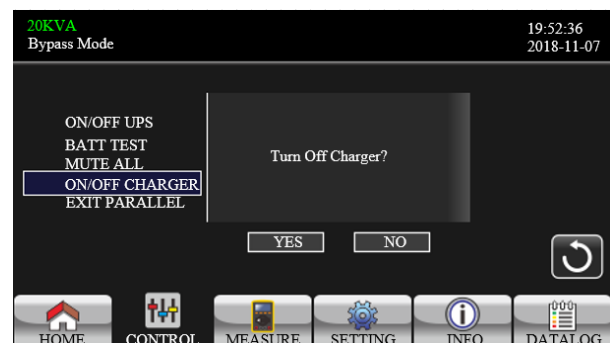 20KVA
Bypass Mode
19:52:36
2018-11-07
ON/OFF UPS
BATT TEST
MUTE ALL
ON/OFF CHARGER
EXIT PARALLEL
Turn Off Charger?
YES NO
HOME CONTROL MEASURE SETTING INFO DATALOG